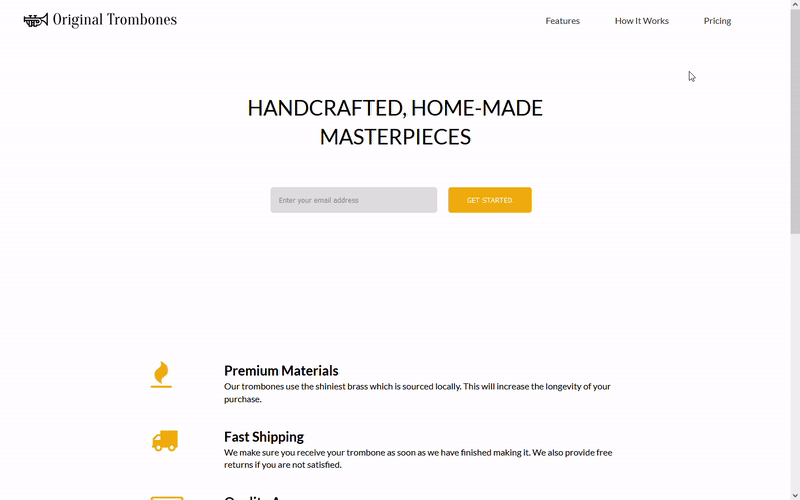 Original Trombones
Features
How It Works
Pricing
HANDCRAFTED, HOME-MADE
MASTERPIECES
Enter your email address
GET STARTED
Premium Materials
Our trombones use the shiniest brass which is sourced locally. This will increase the longevity of your
purchase.
Fast Shipping
We make sure you receive your trombone as soon as we have finished making it. We also provide free
returns if you are not satisfied.